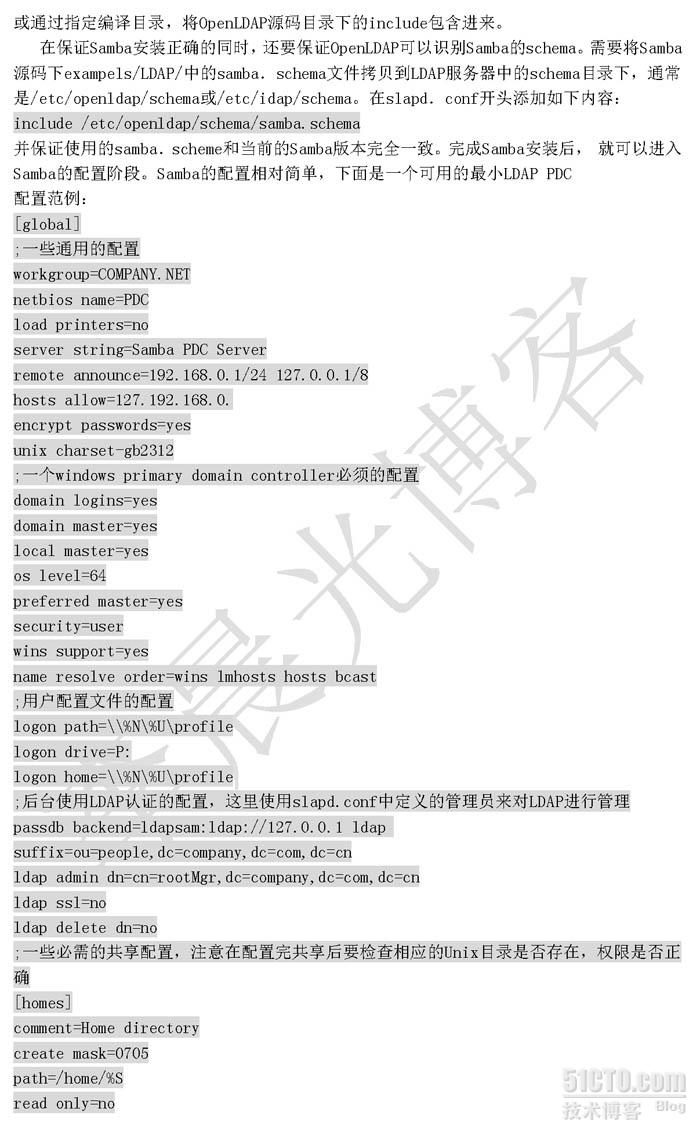 或通过指定编译目录，将OpenLDAP源码目录下的include包含进来。
在保证Samba安装正确的同时，还要保证OpenLDAP可以识别Samba的schema。需要将Samba
源码下exampels/LDAP/中的samba．schema文件拷贝到LDAP服务器中的schema目录下，通常
是/etc/openldap/schema或/etc/idap/schema。在slapd．conf开头添加如下内容：
include /etc/openldap/schema/samba.schema
并保证使用的samba．scheme和当前的Samba版本完全一致。完成Samba安装后， 就可以进入
Samba的配置阶段。Samba的配置相对简单，下面是一个可用的最小LDAP PDC
配置范例：
[global]
;一些通用的配置
workgroup=COMPANY.NET
netbios name=PDC
load printers=no
server string=Samba PDC Server
remote announce=192.168.0.1/24 127.0.0.1/8
hosts allow=127.192.168.0.
encrypt passwords=yes
unix charset-gb2312
;一个windows primary domain controller必须的配置
domain logins=yes
domain master=yes
local master=yes
os level=64
preferred master=yes
security=user
wins support=yes
name resolve order=wins lmhosts hosts bcast
;用户配置文件的配置
logon path=\\%N\%U\profile
logon drive=P:
logon home=\\%N\%U\profile
;后台使用LDAP认证的配置，这里使用slapd.conf中定义的管理员来对LDAP进行管理
passdb backend=ldapsam:ldap://127.0.0.1 ldap
suffix=ou=people,dc=company,dc=com,dc=cn
ldap admin dn=cn=rootMgr,dc=company,dc=com,dc=cn
ldap ssl=no
ldap delete dn=no
;一些必需的共享配置，注意在配置完共享后要检查相应的Unix目录是否存在，权限是否正
确
[homes]
comment=Home directory
create mask=0705
path=/home/%S
read only=no
晨光博客
51CTO.com
技术博客 Blog